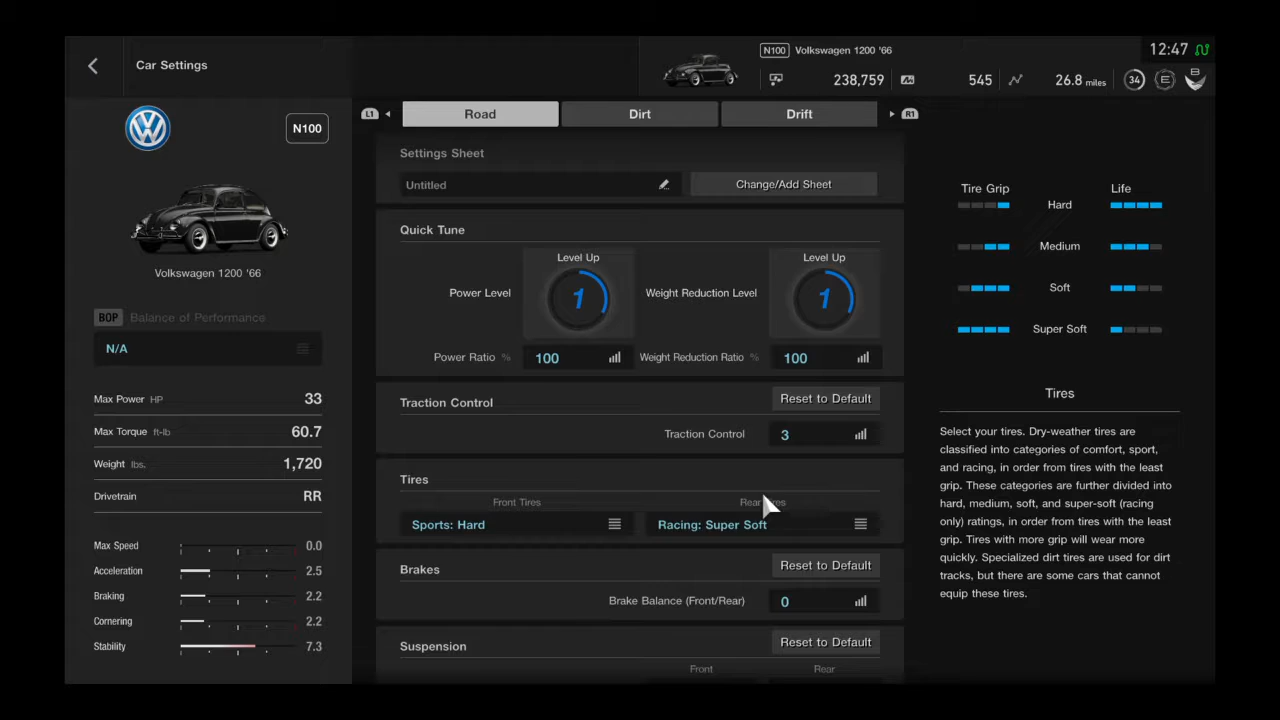 Car Settings
N100 Volkswagen 1200 '66
12:47
238,759
545
26.8 miles
34
E
B
N100
Volkswagen 1200 '66
BOP Balance of Performance
N/A
Max Power HP 33
Max Torque ft-lb 60.7
Weight lbs. 1,720
Drivetrain RR
Max Speed 0.0
Acceleration 2.5
Braking 2.2
Cornering 2.2
Stability 7.3
L1 Road Dirt Drift R1
Settings Sheet
Untitled Change/Add Sheet
Quick Tune
Level Up Level Up
Power Level 1 Weight Reduction Level 1
Power Ratio % 100 Weight Reduction Ratio % 100
Traction Control Reset to Default
Traction Control 3
Tires
Front Tires Rear Tires
Sports: Hard Racing: Super Soft
Brakes Reset to Default
Brake Balance (Front/Rear) 0
Suspension Reset to Default
Front Rear
Tire Grip Life
Hard
Medium
Soft
Super Soft
Tires
Select your tires. Dry-weather tires are
classified into categories of comfort, sport,
and racing, in order from tires with the least
grip. These categories are further divided into
hard, medium, soft, and super-soft (racing
only) ratings, in order from tires with the least
grip. Tires with more grip will wear more
quickly. Specialized dirt tires are used for dirt
tracks, but there are some cars that cannot
equip these tires.